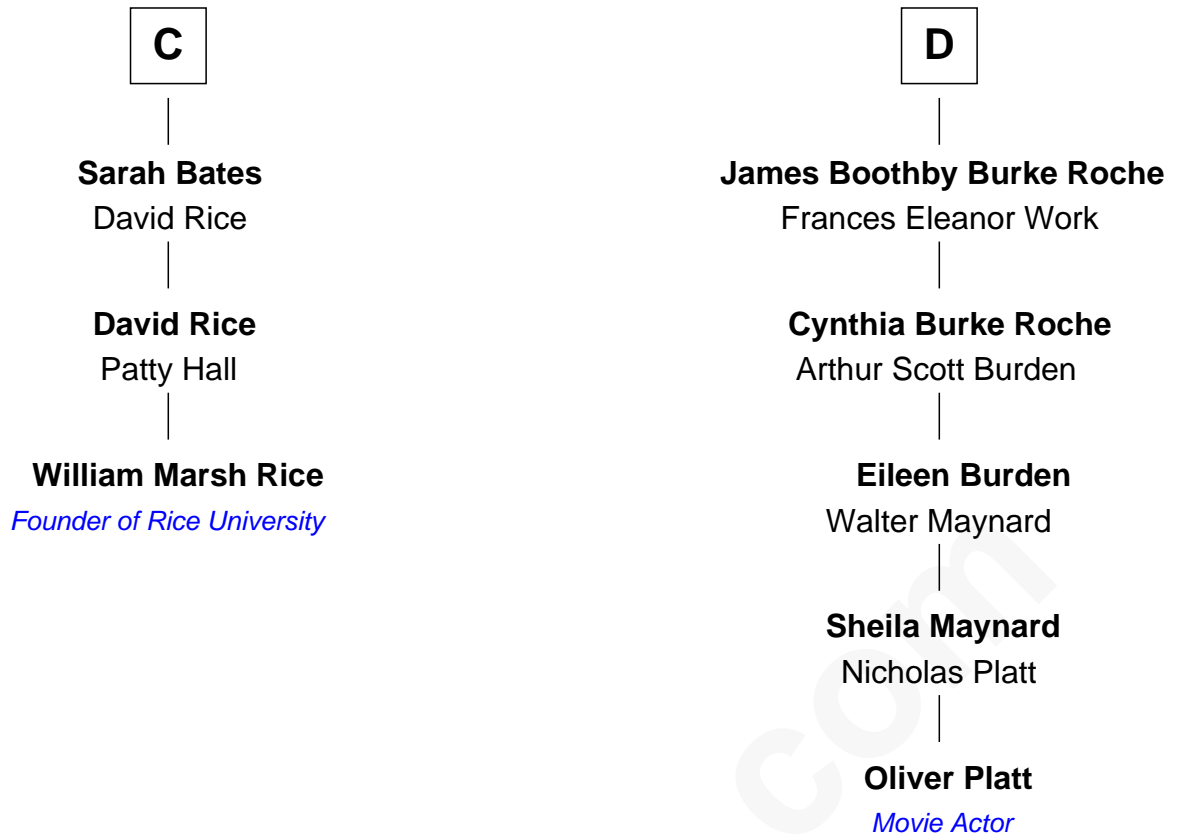 C
Sarah Bates
David Rice
David Rice
Patty Hall
William Marsh Rice
Founder of Rice University
D
James Boothby Burke Roche
Frances Eleanor Work
Cynthia Burke Roche
Arthur Scott Burden
Eileen Burden
Walter Maynard
Sheila Maynard
Nicholas Platt
Oliver Platt
Movie Actor
com